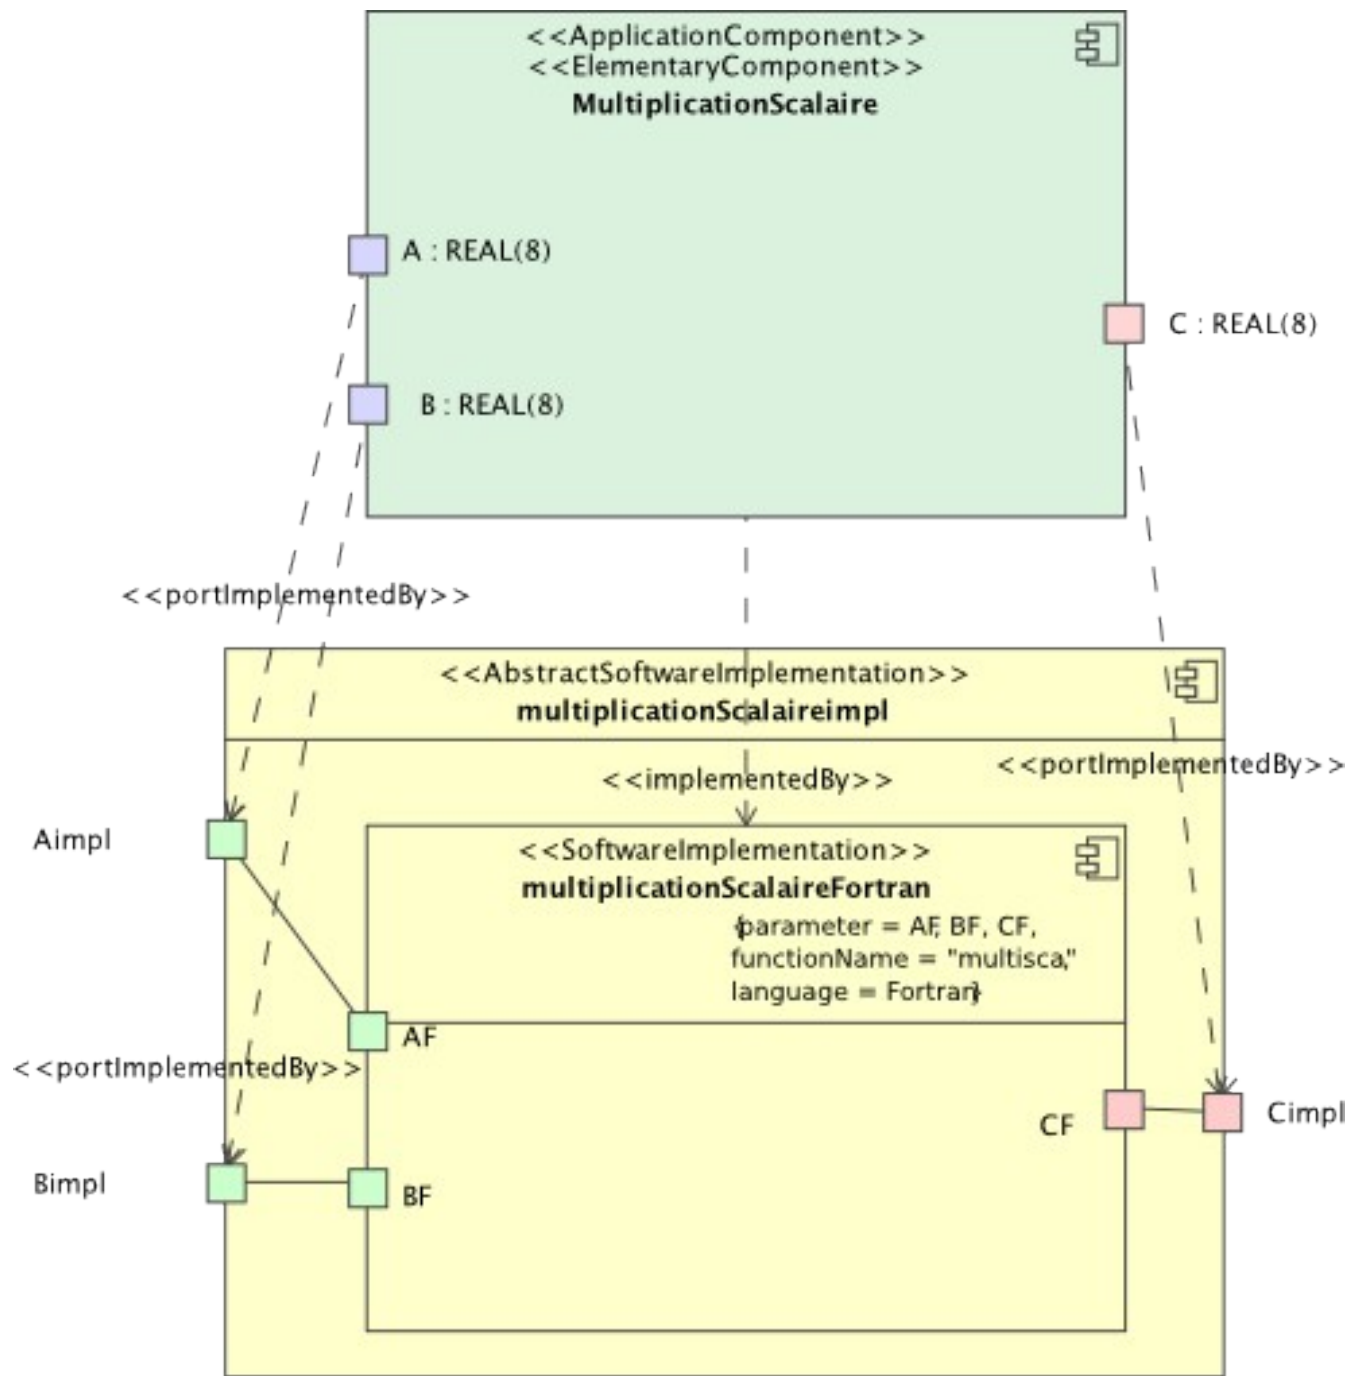 <<ApplicationComponent>>
<<ElementaryComponent>>
MultiplicationScalaire
A : REAL(8)
C : REAL(8)
B : REAL(8)
<<portImplementedBy>>
<<AbstractSoftwareImplementation>>
multiplicationScalaireimpl
<<portImplementedBy>>
<<implementedBy>>
Aimpl
<<SoftwareImplementation>>
multiplicationScalaireFortran
{parameter = AF, BF, CF,
functionName = "multisca,"
language = Fortran}
AF
<<portImplementedBy>>
CF
Cimpl
Bimpl
BF